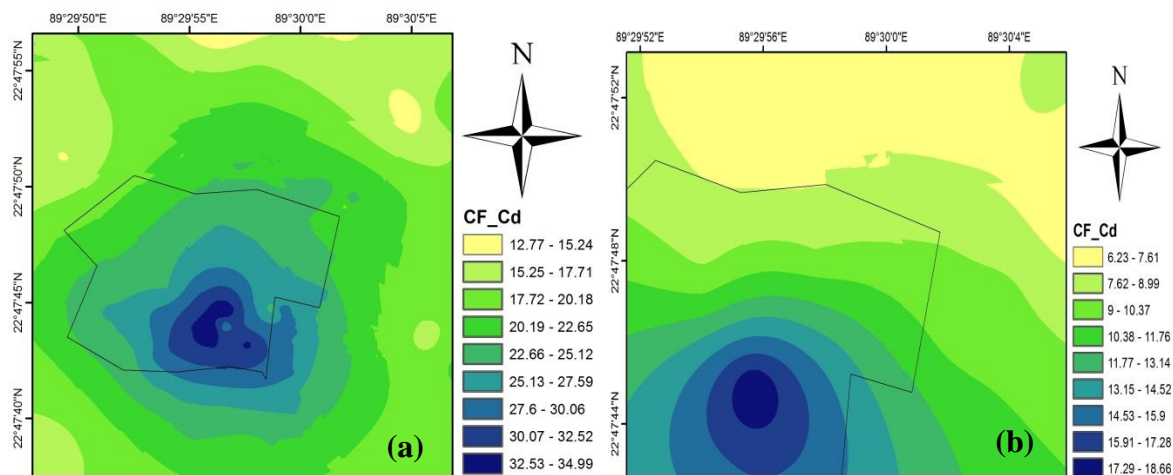 89°29'50"E 89°29'55"E 89°30'0"E 89°30'5"E
22°47'55"N
22°47'50"N
22°47'45"N
22°47'40"N
N
CF_Cd
12.77 - 15.24
15.25 - 17.71
17.72 - 20.18
20.19 - 22.65
22.66 - 25.12
25.13 - 27.59
27.6 - 30.06
30.07 - 32.52
32.53 - 34.99
(a)
89°29'52"E 89°29'56"E 89°30'0"E 89°30'4"E
22°47'52"N
22°47'48"N
22°47'44"N
N
CF_Cd
6.23 - 7.61
7.62 - 8.99
9 - 10.37
10.38 - 11.76
11.77 - 13.14
13.15 - 14.52
14.53 - 15.9
15.91 - 17.28
17.29 - 18.66
(b)